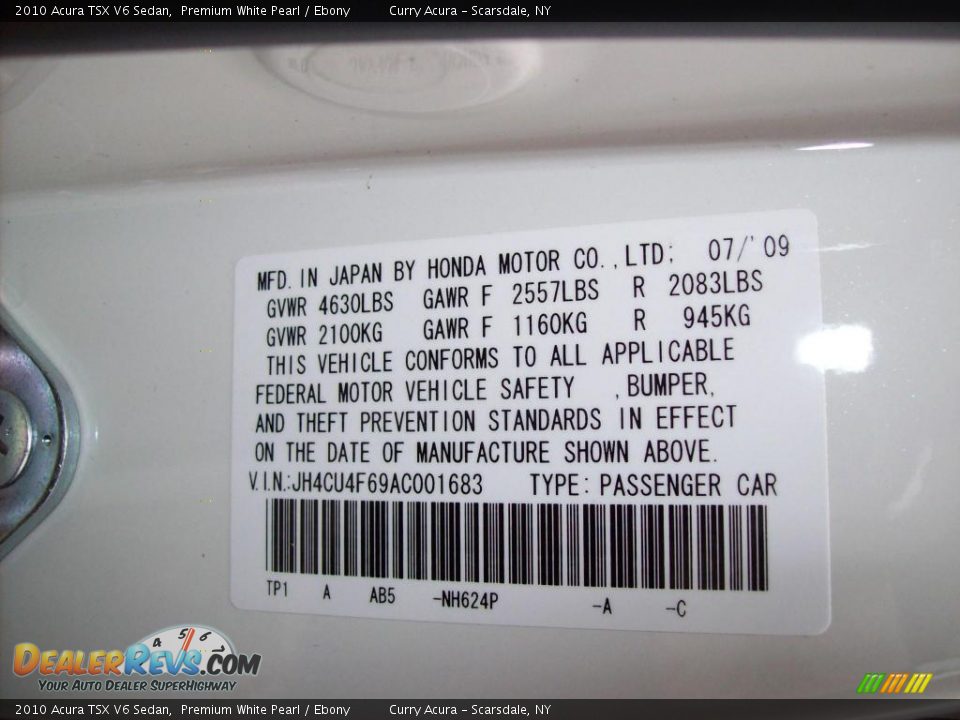 2010 Acura TSX V6 Sedan,  Premium White Pearl / Ebony          Curry Acura - Scarsdale, NY
MFD. IN JAPAN BY HONDA MOTOR CO., LTD; 07/'09
GVWR 4630LBS GAWR F 2557LBS R 2083LBS
GVWR 2100KG GAWR F 1160KG R 945KG
THIS VEHICLE CONFORMS TO ALL APPLICABLE
FEDERAL MOTOR VEHICLE SAFETY , BUMPER,
AND THEFT PREVENTION STANDARDS IN EFFECT
ON THE DATE OF MANUFACTURE SHOWN ABOVE.
V.I.N.:JH4CU4F69AC001683 TYPE: PASSENGER CAR
TP1 A AB5 -NH624P -A -C
4 5 6 7
DEALERREVS.COM
YOUR AUTO DEALER SUPERHIGHWAY
2010 Acura TSX V6 Sedan,  Premium White Pearl / Ebony          Curry Acura - Scarsdale, NY